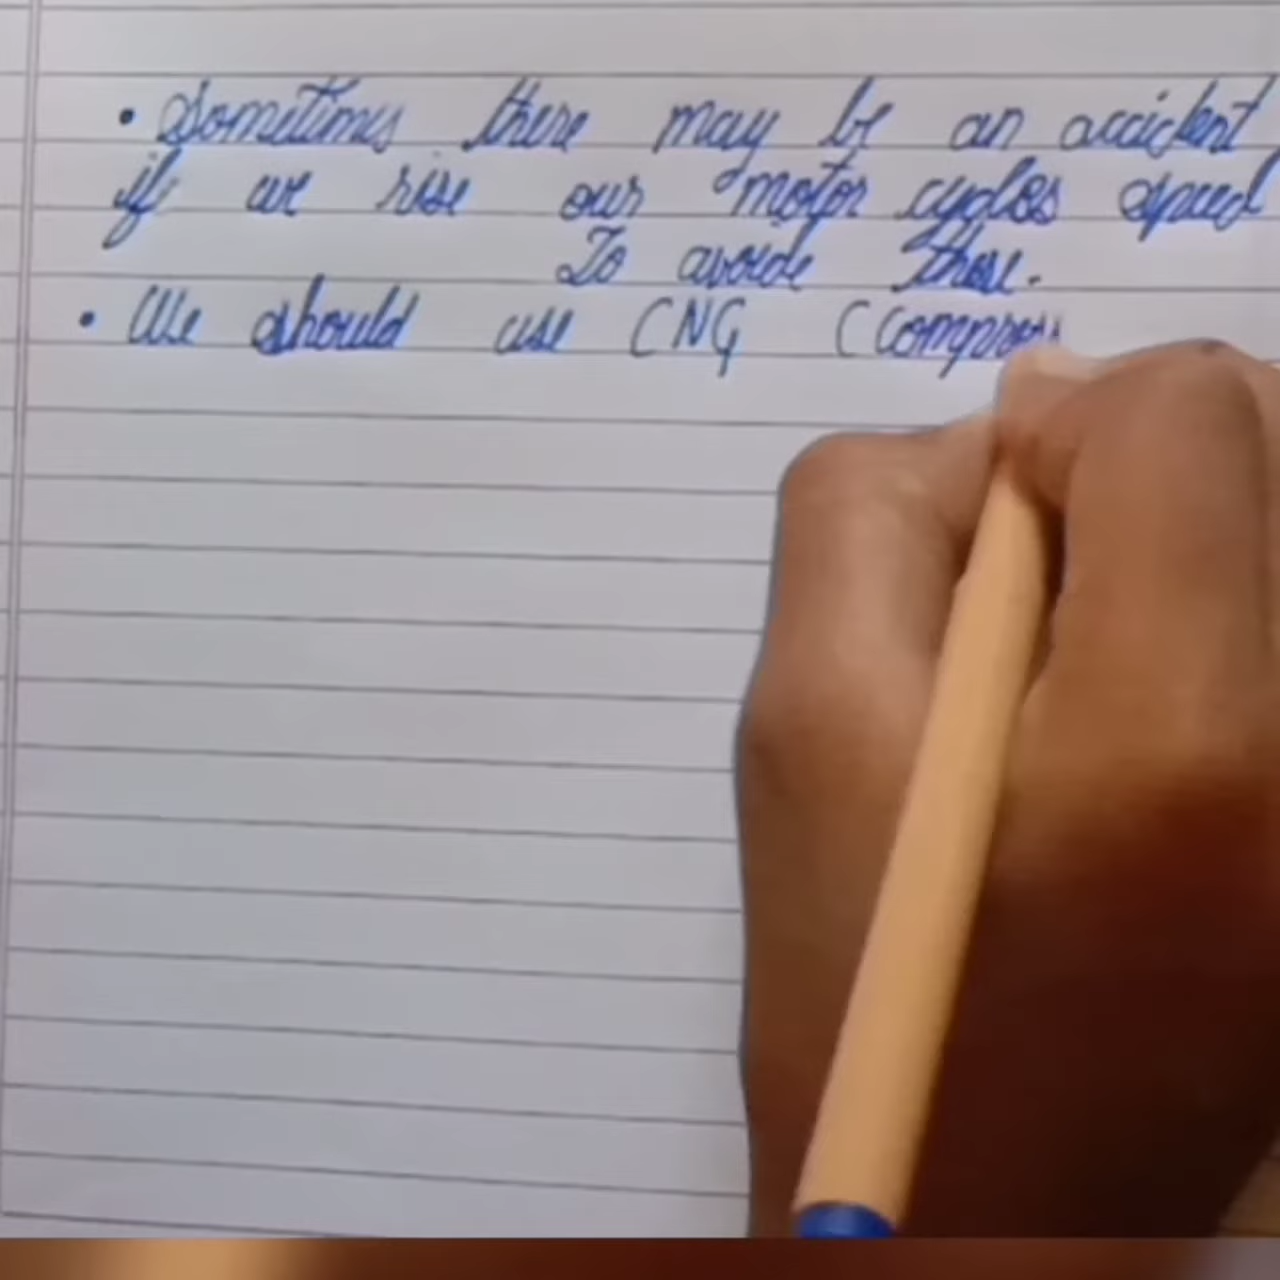 • Sometimes there may be an accident
if we rise our motor cycles speed
To avoide these.
• We should use CNG (Compress